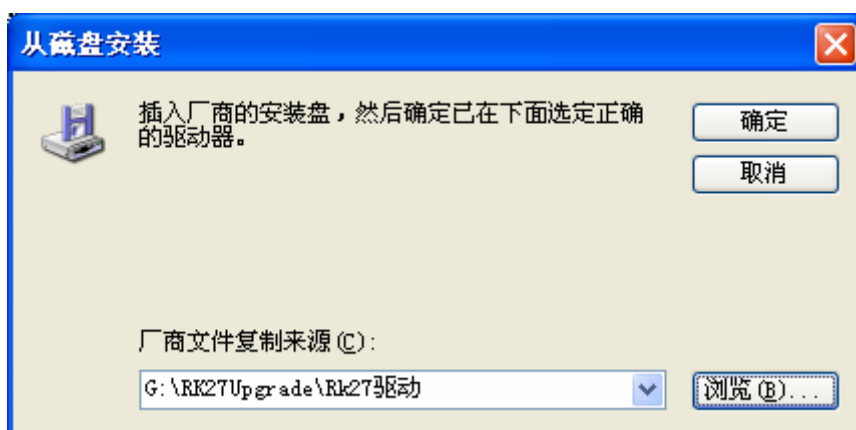 从磁盘安装
插入厂商的安装盘，然后确定已在下面选定正确
的驱动器。
确定
取消
厂商文件复制来源(C):
G:\RK27Upgrade\Rk27驱动
浏览(B)...